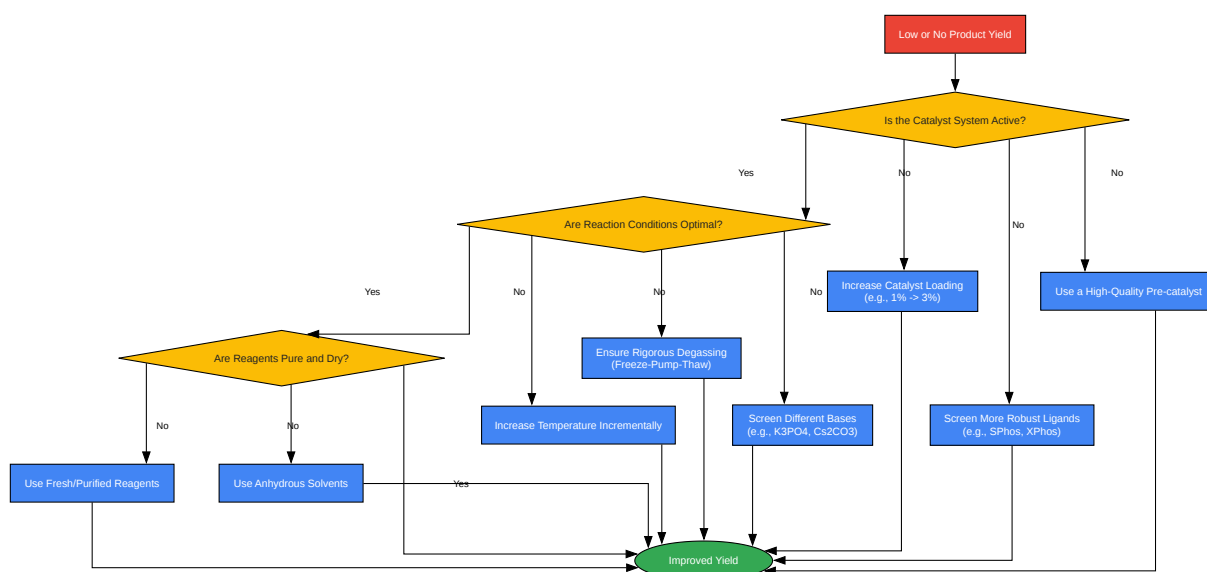 Low or No Product Yield
Is the Catalyst System Active?
Yes
No
No
Are Reaction Conditions Optimal?
No
Increase Catalyst Loading
(e.g., 1% -> 3%)
Use a High-Quality Pre-catalyst
Yes
No
No
No
Ensure Rigorous Degassing
(Freeze-Pump-Thaw)
Are Reagents Pure and Dry?
Increase Temperature Incrementally
Screen Different Bases
(e.g., K3PO4, Cs2CO3)
Screen More Robust Ligands
(e.g., SPhos, XPhos)
No
No
Use Fresh/Purified Reagents
Use Anhydrous Solvents
Yes
Improved Yield